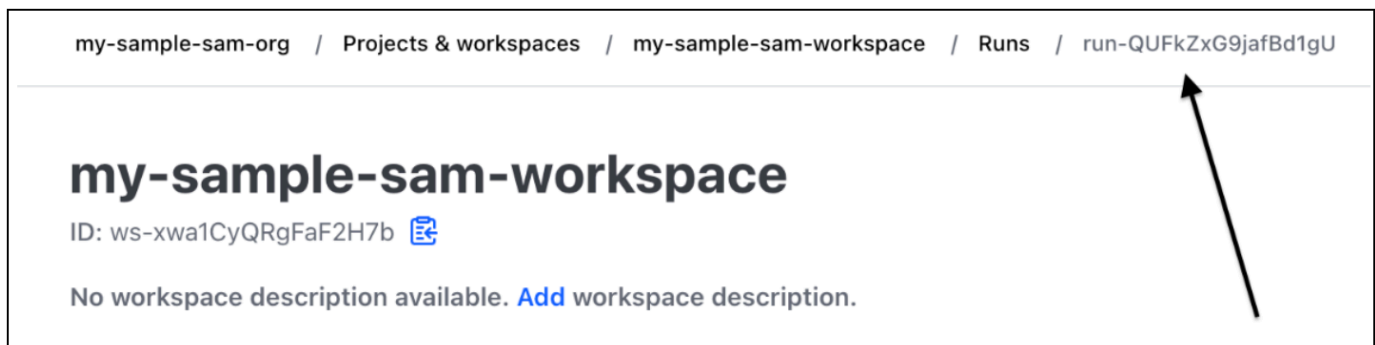 my-sample-sam-org / Projects & workspaces / my-sample-sam-workspace / Runs / run-QUFkZxG9jafBd1gU
my-sample-sam-workspace
ID: ws-xwa1CyQRgFaF2H7b
No workspace description available. Add workspace description.